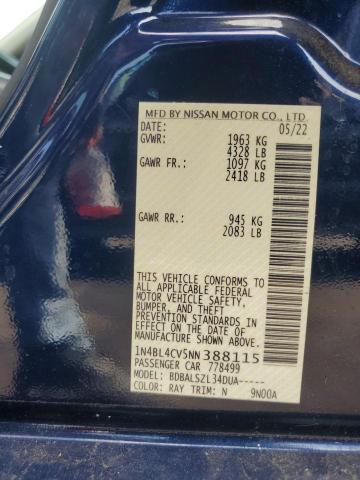 MFD BY NISSAN MOTOR CO., LTD.
DATE: 05/22
GVWR: 1963 KG
4328 LB
GAWR FR: 1097 KG
2418 LB
GAWR RR: 945 KG
2083 LB
THIS VEHICLE CONFORMS TO
ALL APPLICABLE FEDERAL
MOTOR VEHICLE SAFETY,
BUMPER, AND THEFT
PREVENTION STANDARDS
IN EFFECT ON THE DATE OF
MANUFACTURE SHOWN ABOVE.
1N4BL4CV5NN388115
PASSENGER CAR 778499
MODEL: BDBALSZL34DUA-----
COLOR: RAY TRIM: N 9N00A